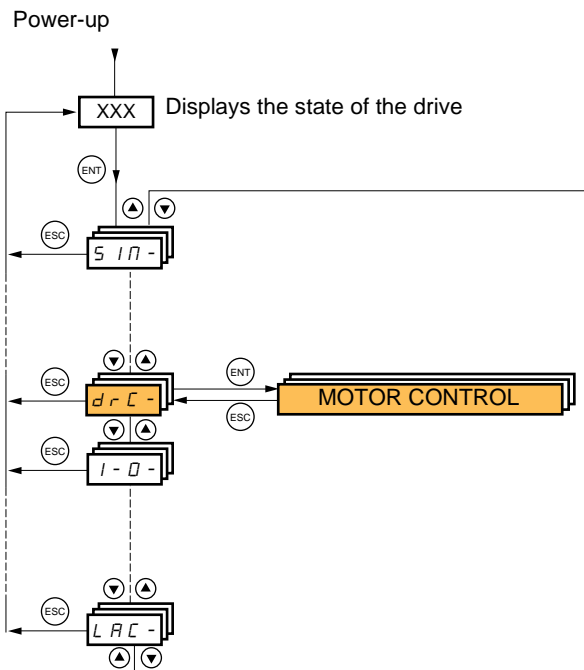 Power-up
XXX Displays the state of the drive
ENT
ESC
SIM-
ESC
drC-
ENT
ESC
MOTOR CONTROL
ESC
I-O-
ESC
LAC-